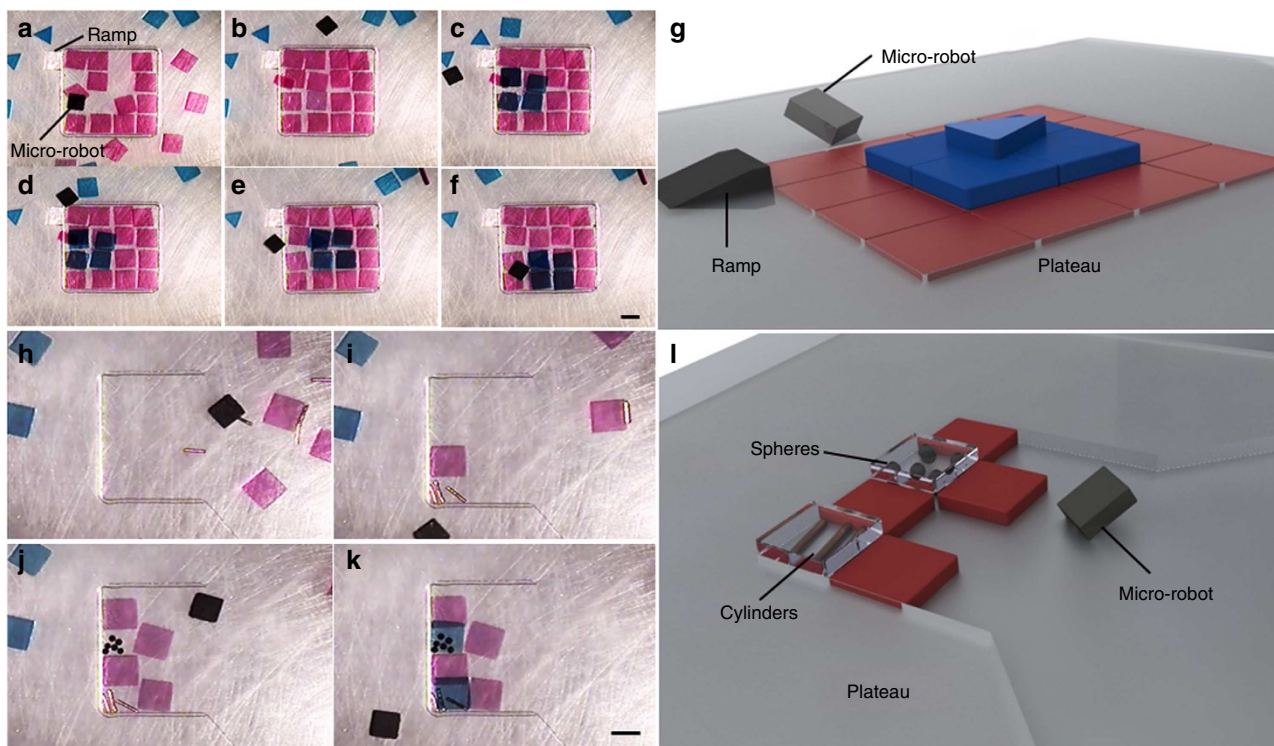 a
Ramp
Micro-robot
b
c
d
e
f
g
Micro-robot
Ramp
Plateau
h
i
j
k
l
Spheres
Cylinders
Micro-robot
Plateau